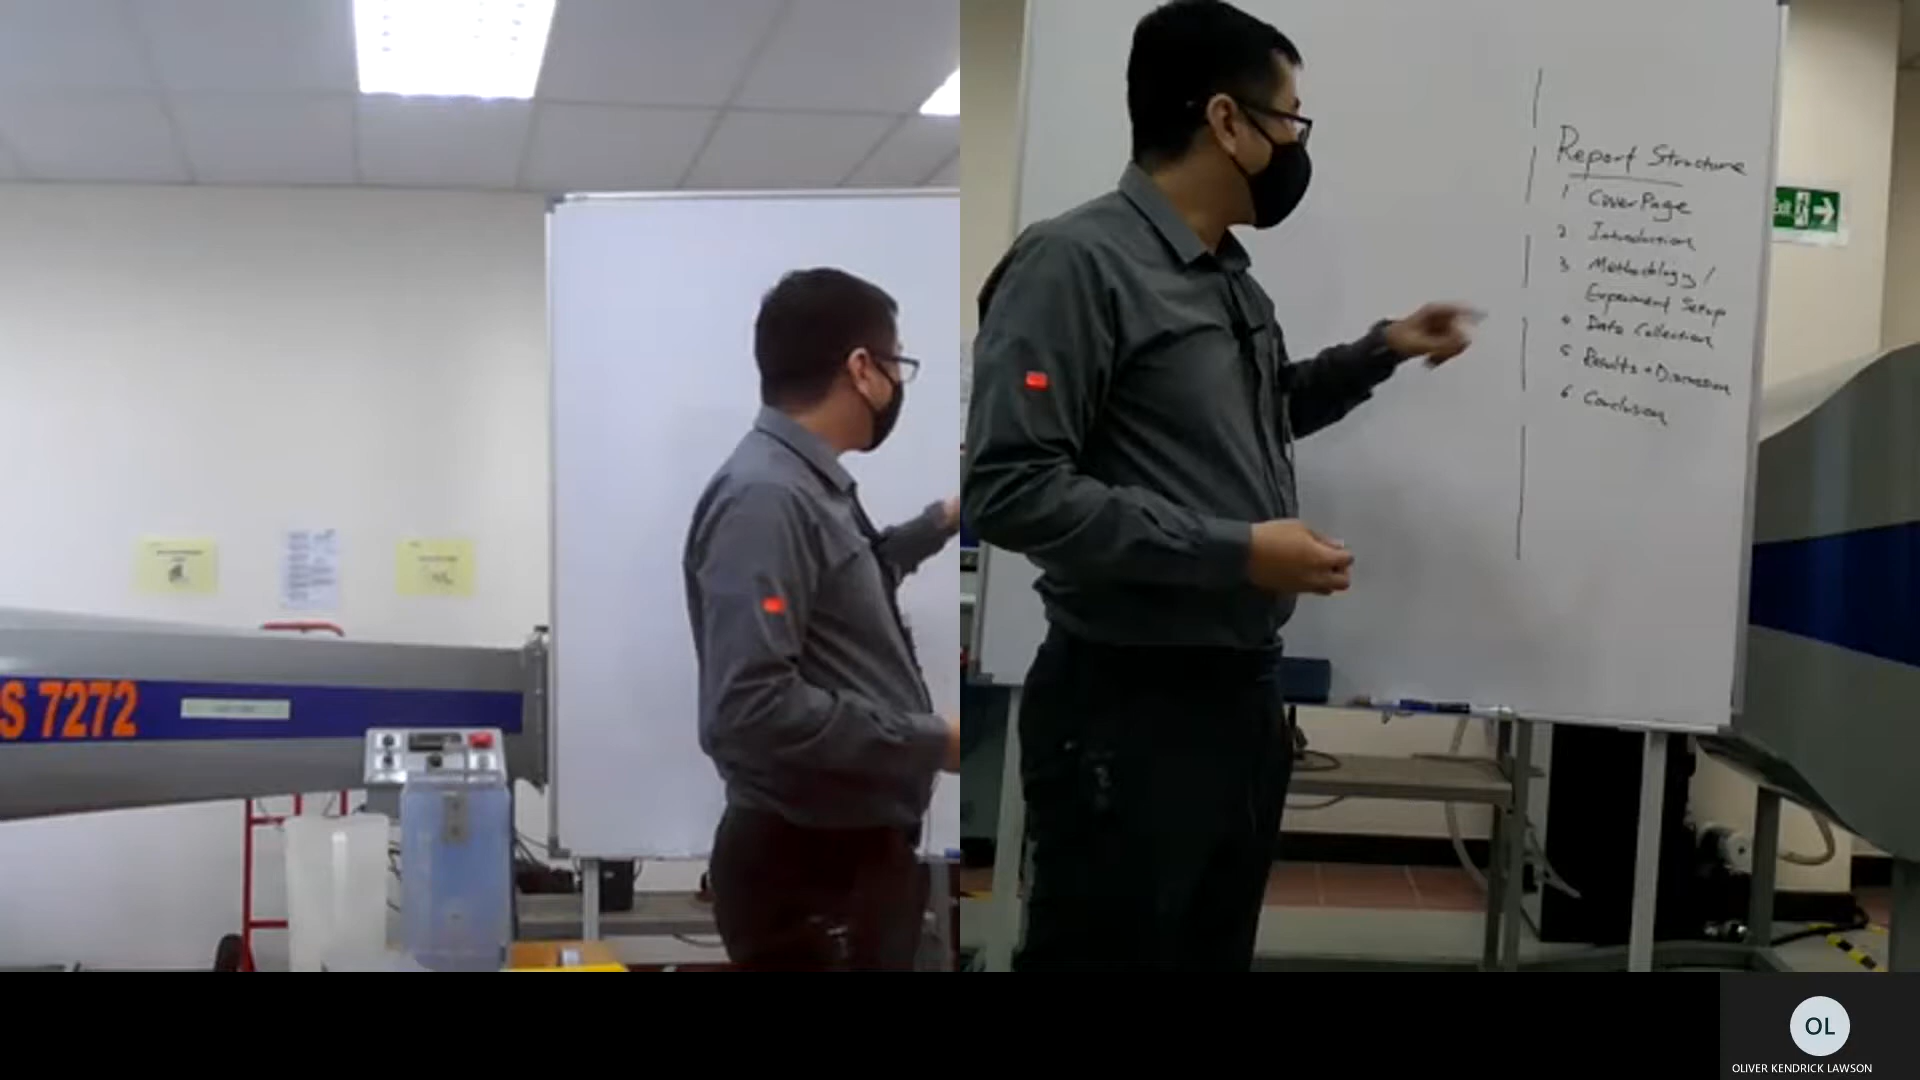 S 7272
Report Structure
1 Cover Page
2 Introduction
3 Methodology /
Experiment Setup
4 Data Collection
5 Results + Discussion
6 Conclusion
Exit
OL
OLIVER KENDRICK LAWSON